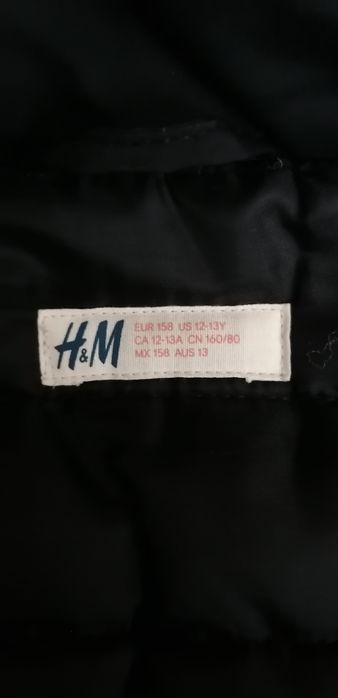 H&M
EUR 158 US 12-13Y
CA 12-13A CN 160/80
MX 158 AUS 13